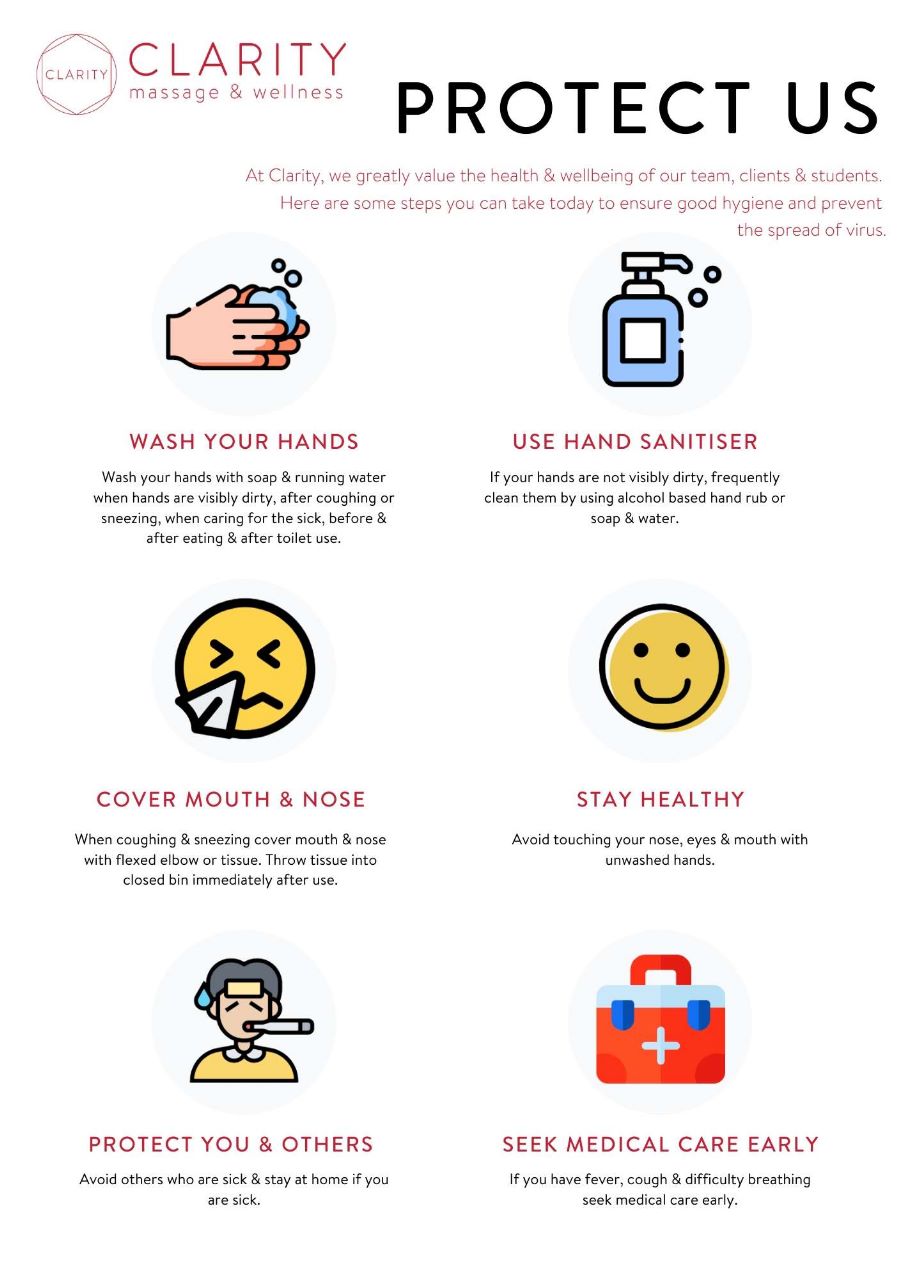 CLARITY
CLARITY
massage & wellness
PROTECT US
At Clarity, we greatly value the health & wellbeing of our team, clients & students.
Here are some steps you can take today to ensure good hygiene and prevent
the spread of virus.
WASH YOUR HANDS
Wash your hands with soap & running water
when hands are visibly dirty, after coughing or
sneezing, when caring for the sick, before &
after eating & after toilet use.
USE HAND SANITISER
If your hands are not visibly dirty, frequently
clean them by using alcohol based hand rub or
soap & water.
COVER MOUTH & NOSE
When coughing & sneezing cover mouth & nose
with flexed elbow or tissue. Throw tissue into
closed bin immediately after use.
STAY HEALTHY
Avoid touching your nose, eyes & mouth with
unwashed hands.
PROTECT YOU & OTHERS
Avoid others who are sick & stay at home if you
are sick.
SEEK MEDICAL CARE EARLY
If you have fever, cough & difficulty breathing
seek medical care early.